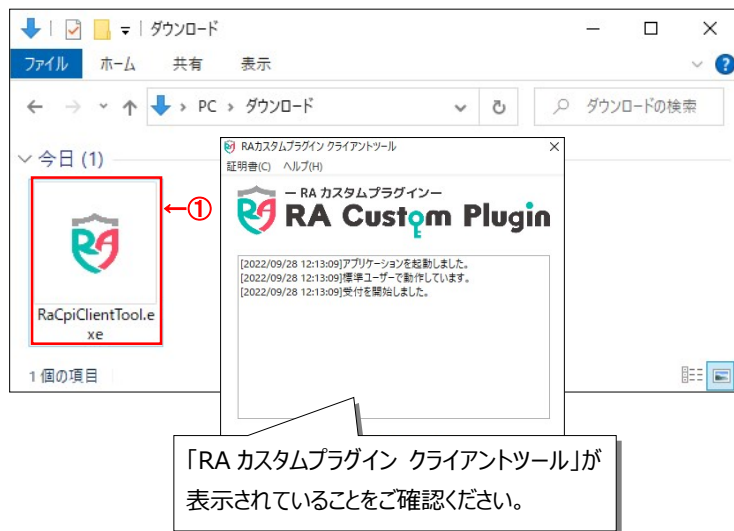 ダウンロード
ファイル ホーム 共有 表示
PC › ダウンロード
ダウンロードの検索
今日 (1)
←①
RaCpiClientTool.e
xe
1 個の項目
RAカスタムプラグイン クライアントツール
証明書(C) ヘルプ(H)
ー RA カスタムプラグインー
RA Custom Plugin
[2022/09/28 12:13:09]アプリケーションを起動しました。
[2022/09/28 12:13:09]標準ユーザーで動作しています。
[2022/09/28 12:13:09]受付を開始しました。
「RA カスタムプラグイン クライアントツール」が
表示されていることをご確認ください。